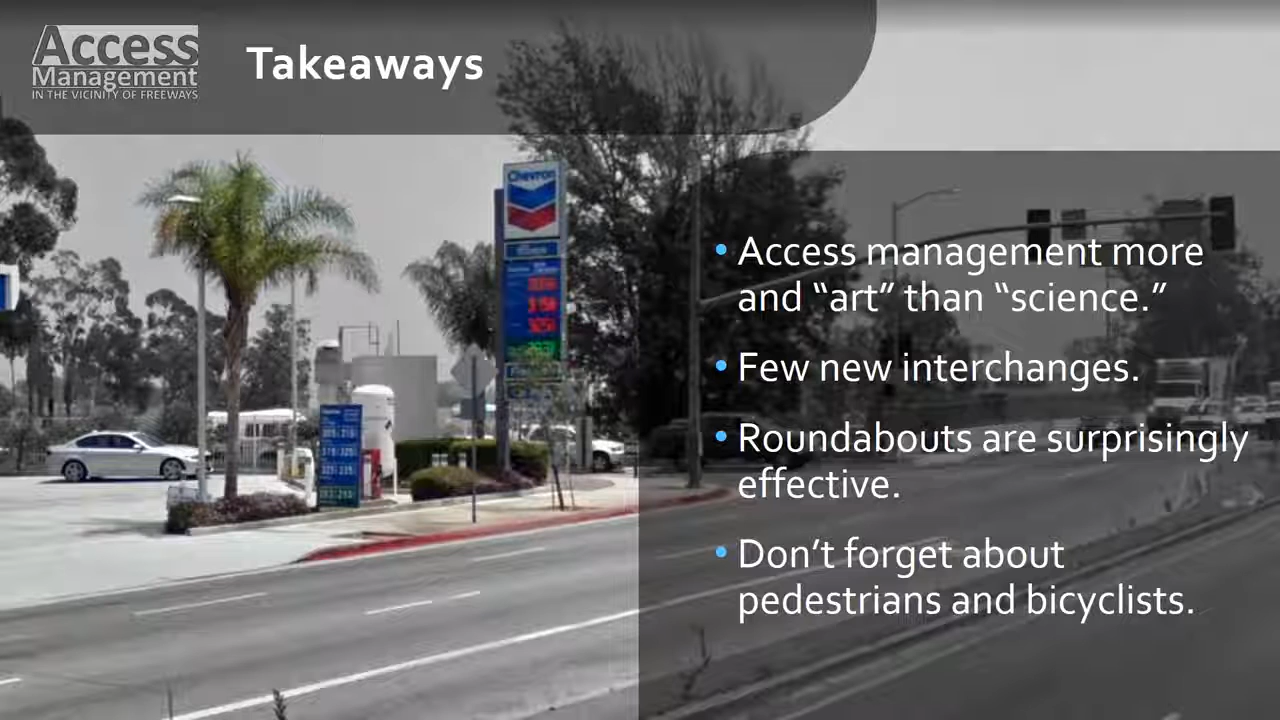 Access
Management
IN THE VICINITY OF FREEWAYS
Takeaways
Chevron
• Access management more
and “art” than “science.”
• Few new interchanges.
• Roundabouts are surprisingly
effective.
• Don’t forget about
pedestrians and bicyclists.